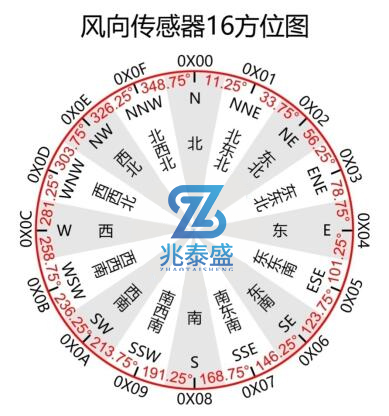 风向传感器16方位图
0X00
0X01
0X02
0X03
0X04
0X05
0X06
0X07
0X08
0X09
0X0A
0X0B
0X0C
0X0D
0X0E
0X0F
11.25°
33.75°
56.25°
78.75°
101.25°
123.75°
146.25°
168.75°
191.25°
213.75°
236.25°
258.75°
281.25°
303.75°
326.25°
348.75°
N
NNE
NE
ENE
E
ESE
SE
SSE
S
SSW
SW
WSW
W
WNW
NW
NNW
北
北东北
东北
东东北
东
东东南
东南
南东南
南
南西南
西南
西西南
西
西西北
西北
北西北
兆泰盛
ZHAOTAISHENG